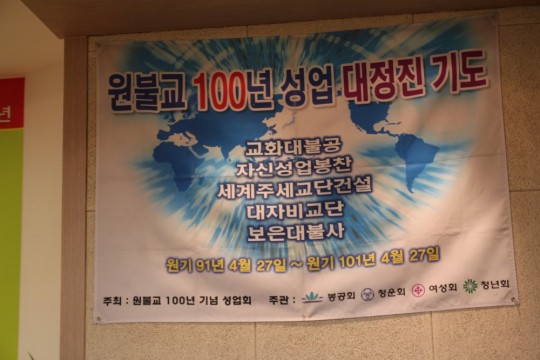 원불교 100년 성업 대정진 기도
교화대불공
자신성업봉찬
세계주세교단건설
대자비교단
보은대불사
원기 91년 4월 27일 ~ 원기 101년 4월 27일
주최 : 원불교 100년 기념 성업회 주관 : 봉공회 청운회 여성회 청년회
년